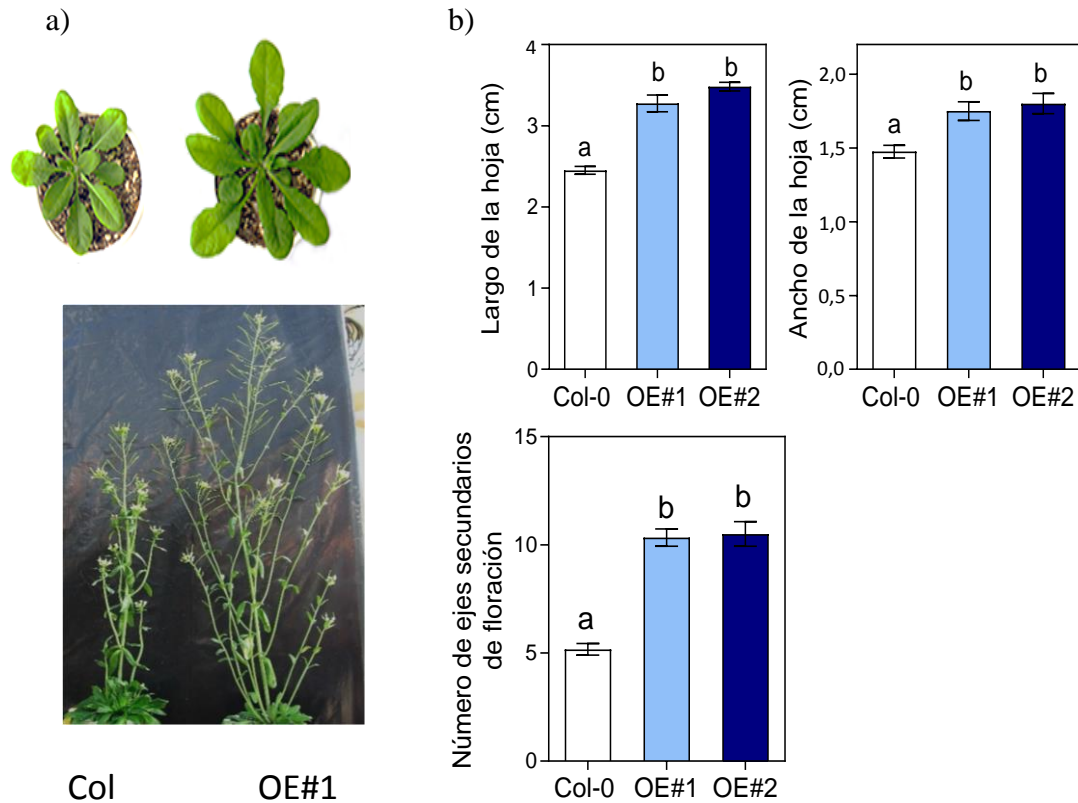 a)
Col
OE#1
b)
Largo de la hoja (cm)
4
3
2
1
0
a
b
b
Col-0
OE#1
OE#2
Ancho de la hoja (cm)
2,0
1,5
1,0
0,5
0,0
a
b
b
Col-0
OE#1
OE#2
Número de ejes secundarios
de floración
15
10
5
0
a
b
b
Col-0
OE#1
OE#2